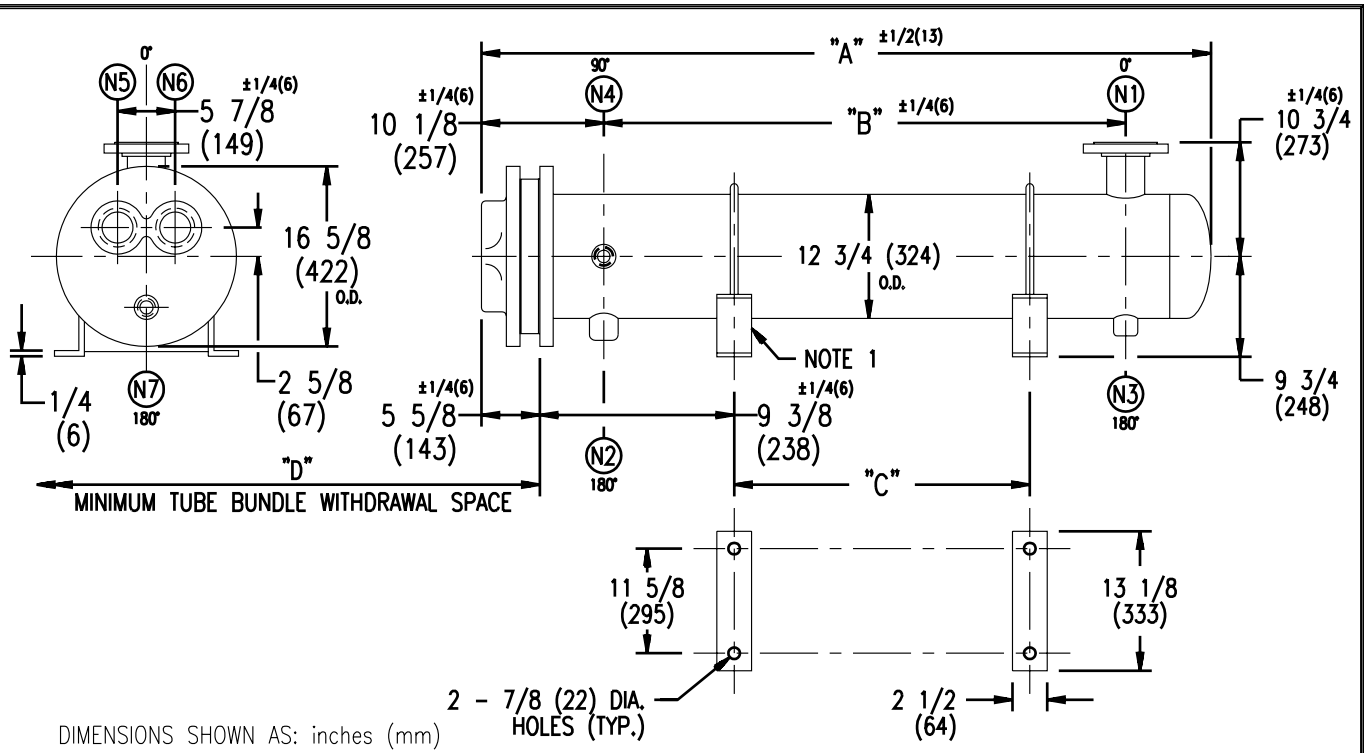 "A" ±1/2(13)
0°
90°
0°
N5 N6
±1/4(6)
5 7/8
(149)
±1/4(6)
10 1/8
(257)
N4
"B" ±1/4(6)
N1
±1/4(6)
10 3/4
(273)
16 5/8
(422)
O.D.
12 3/4 (324)
O.D.
NOTE 1
1/4
(6)
N7
180°
2 5/8
(67)
±1/4(6)
5 5/8
(143)
±1/4(6)
9 3/8
(238)
N2
180°
N3
180°
9 3/4
(248)
"D"
MINIMUM TUBE BUNDLE WITHDRAWAL SPACE
"C"
11 5/8
(295)
13 1/8
(333)
2 - 7/8 (22) DIA.
HOLES (TYP.)
2 1/2
(64)
DIMENSIONS SHOWN AS: inches (mm)